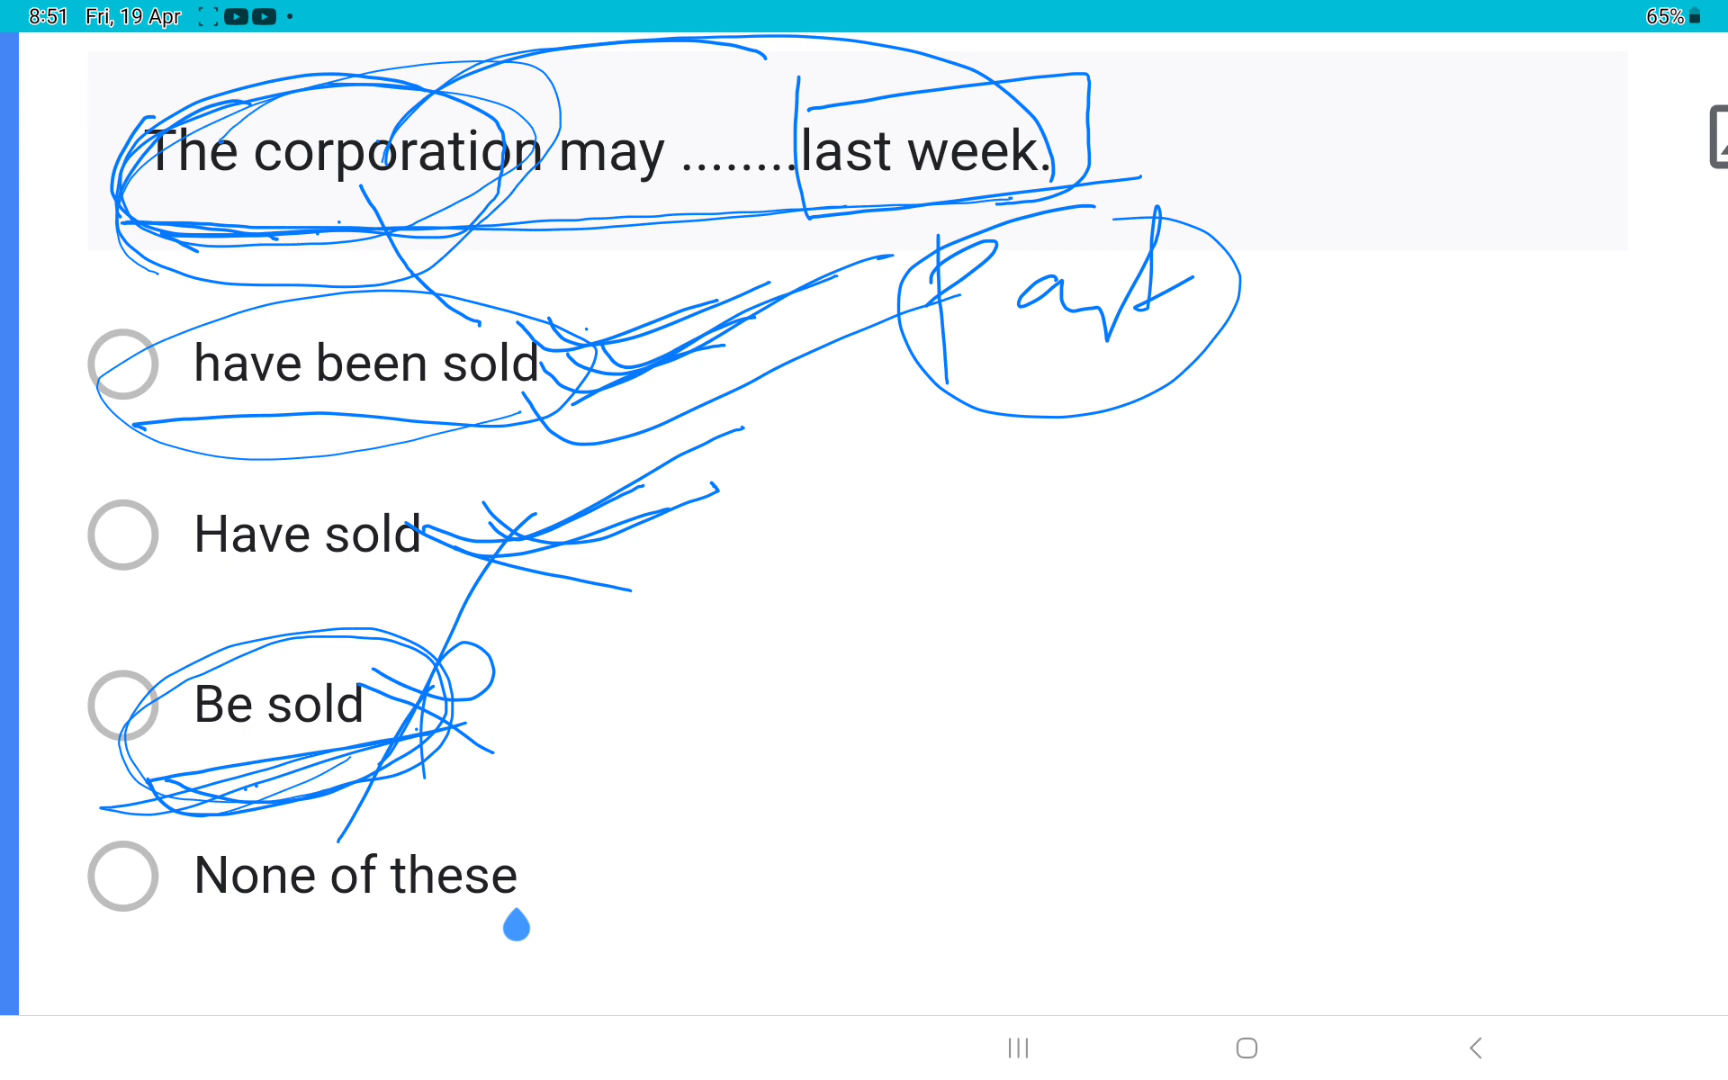 8:51 Fri, 19 Apr
65%
The corporation may ........last week.
Past
have been sold
Have sold
Be sold
None of these